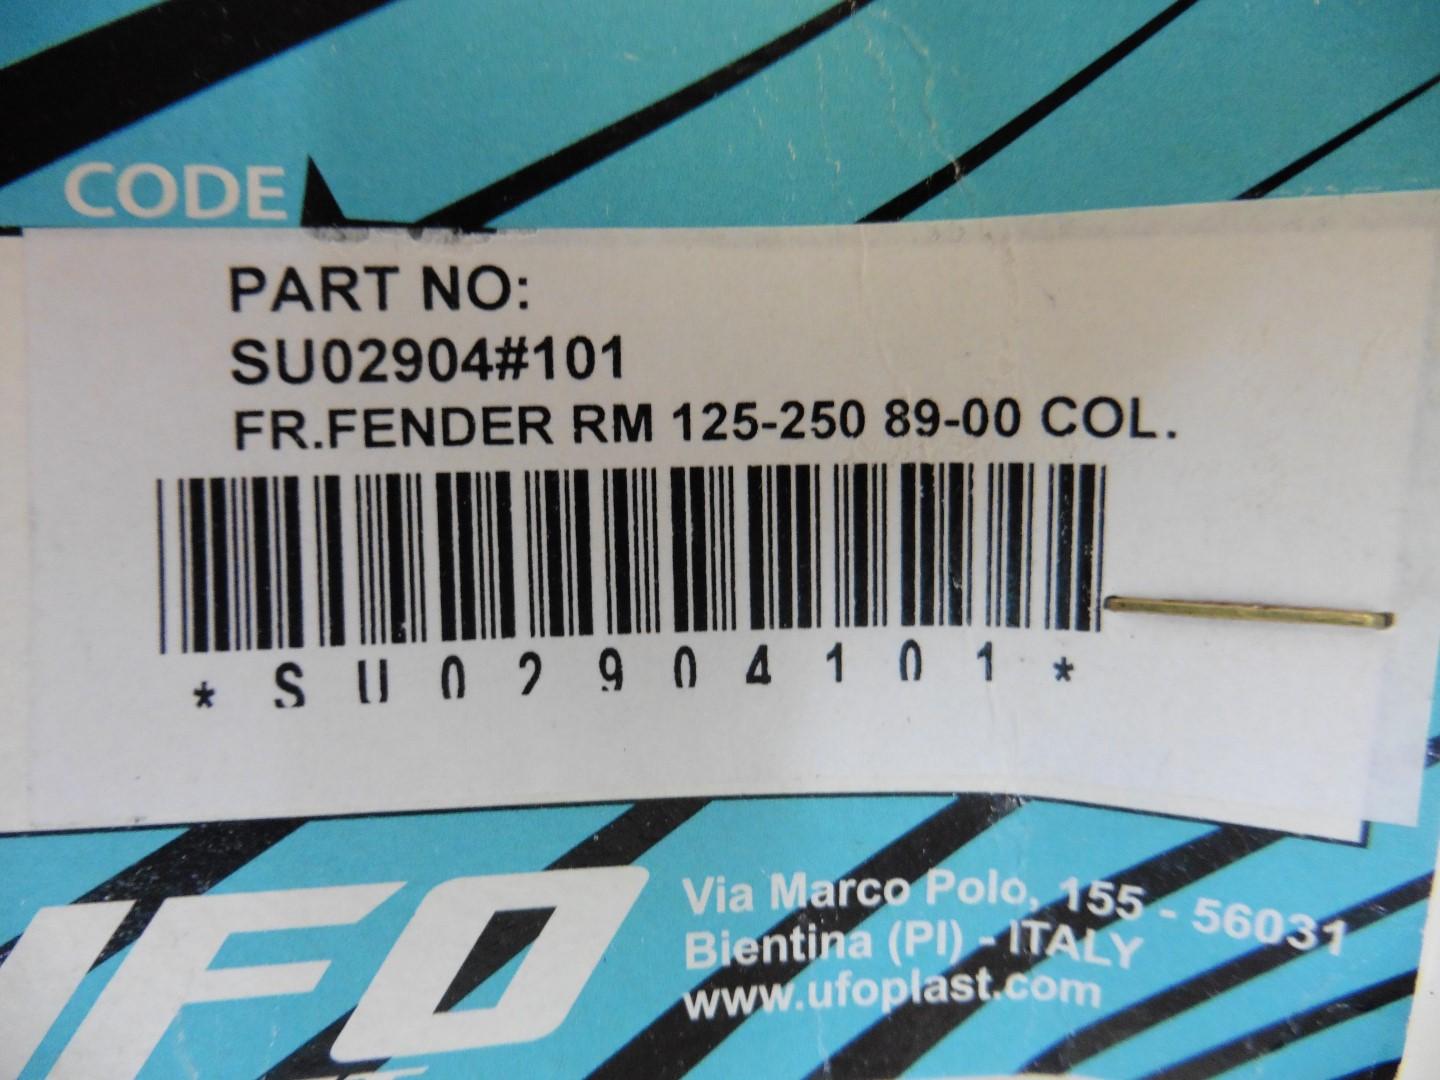 CODE
PART NO:
SU02904#101
FR.FENDER RM 125-250 89-00 COL.
*SU02904101*
UFO
Via Marco Polo, 155 - 56031
Bientina (PI) - ITALY
www.ufoplast.com